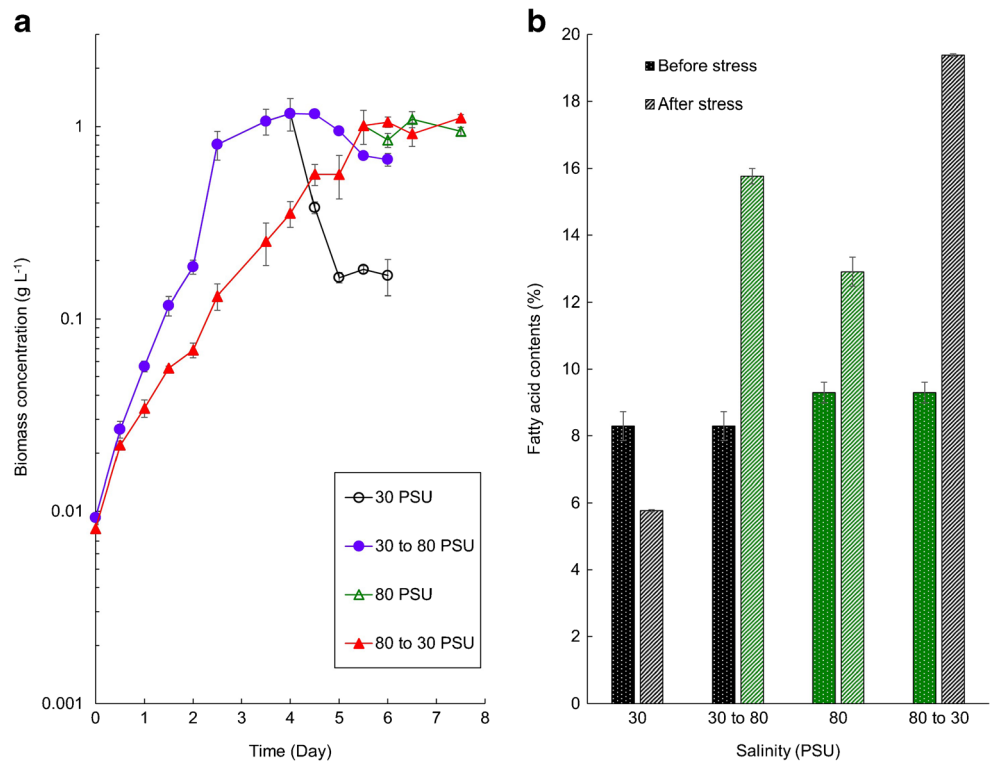 a
1
0.1
0.01
0.001
Biomass concentration (g L-1)
0
1
2
3
4
5
6
7
8
Time (Day)
30 PSU
30 to 80 PSU
80 PSU
80 to 30 PSU
b
20
18
16
14
12
10
8
6
4
2
0
Fatty acid contents (%)
Before stress
After stress
30
30 to 80
80
80 to 30
Salinity (PSU)